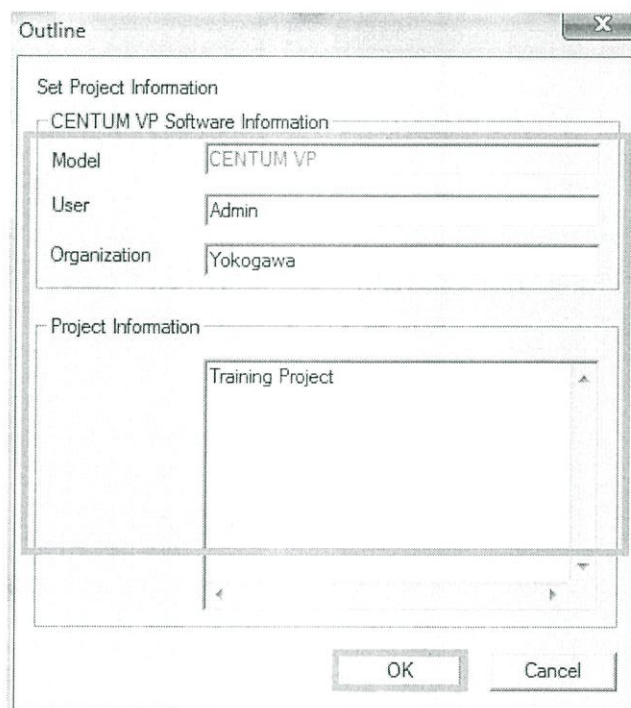 Outline
Set Project Information
CENTUM VP Software Information
Model CENTUM VP
User Admin
Organization Yokogawa
Project Information
Training Project
OK Cancel